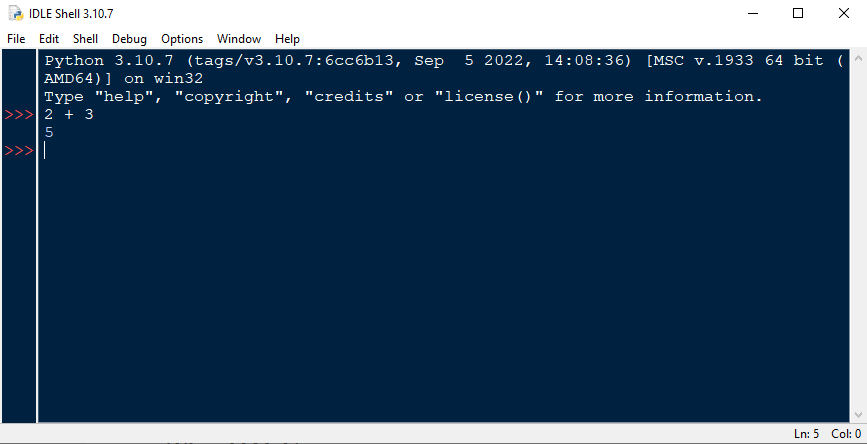 IDLE Shell 3.10.7
File Edit Shell Debug Options Window Help
Python 3.10.7 (tags/v3.10.7:6cc6b13, Sep  5 2022, 14:08:36) [MSC v.1933 64 bit (
AMD64)] on win32
Type "help", "copyright", "credits" or "license()" for more information.
>>> 2 + 3
5
>>>
Ln: 5 Col: 0